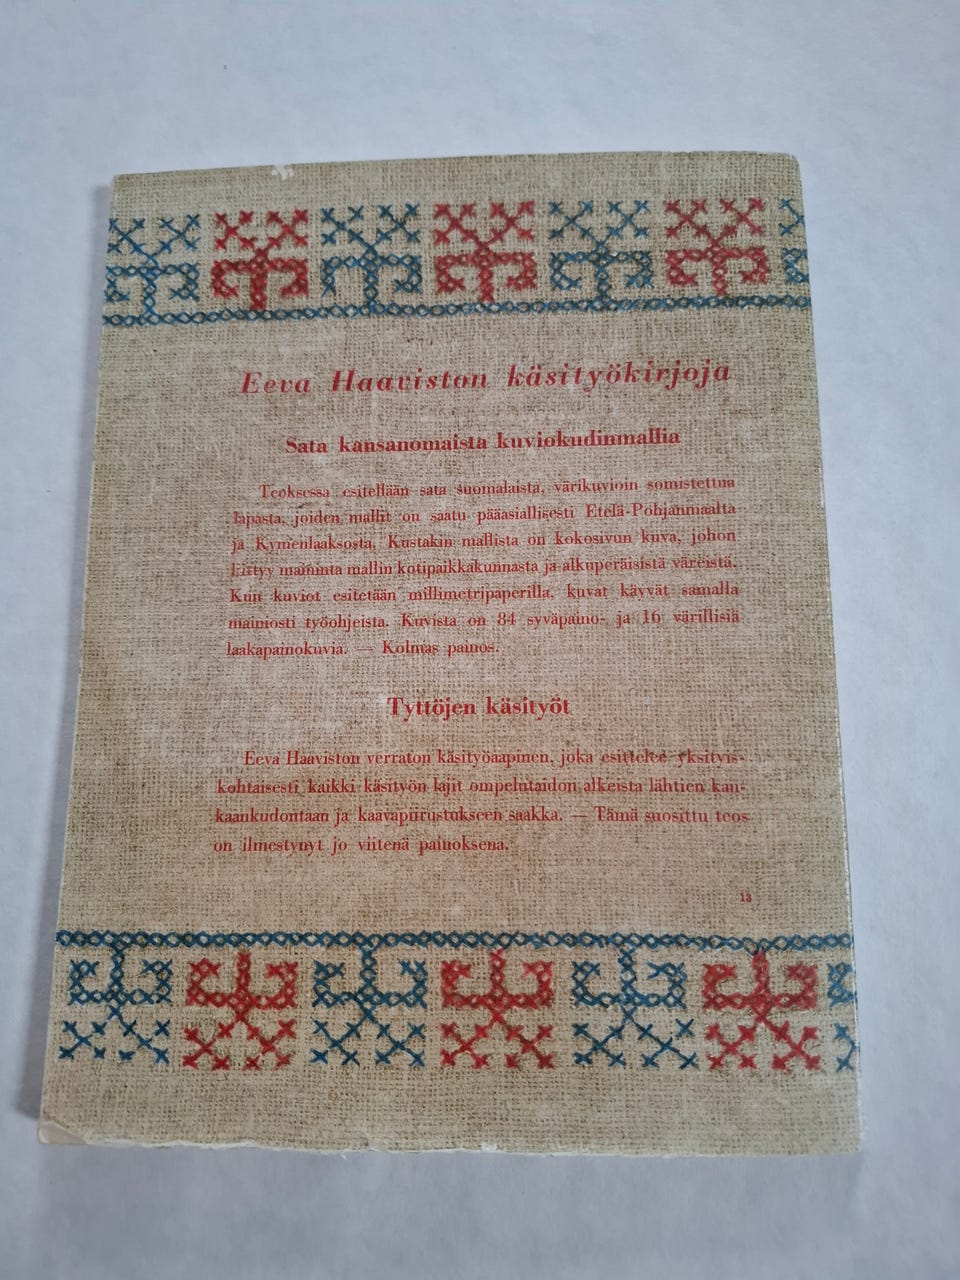 Eeva Haaviston käsityökirjoja
Sata kansanomaista kuviokudinmallia
Teoksessa esitellään sata suomalaista, värikuvioin somistettua
lapasta, joiden mallit on saatu pääasiallisesti Etelä-Pohjanmaalta
ja Kymenlaaksosta. Kustakin mallista on kokosivun kuva, johon
liittyy maininta mallin kotipaikkakunnasta ja alkuperäisistä väreistä.
Kun kuviot esitetään millimetripaperilla, kuvat käyvät samalla
mainiosti työohjeista. Kuvista on 84 syväpaino- ja 16 värillisiä
laakapainokuvia. — Kolmas painos.
Tyttöjen käsityöt
Eeva Haaviston verraton käsityöaapinen, joka esittelee yksityis-
kohtaisesti kaikki käsityön lajit ompelutaidon alkeista lähtien kan-
kaankudontaan ja kaavapiirustukseen saakka. — Tämä suosittu teos
on ilmestynyt jo viitenä painoksena.
13